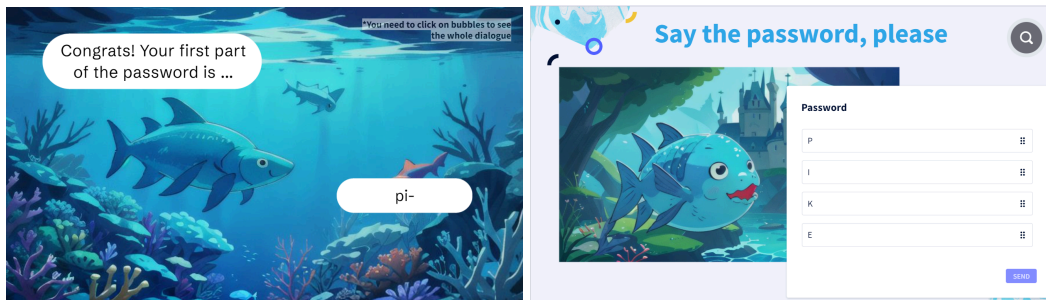 *You need to click on bubbles to see
the whole dialogue
Congrats! Your first part
of the password is ...
pi-
Say the password, please
Password
P
I
K
E
SEND